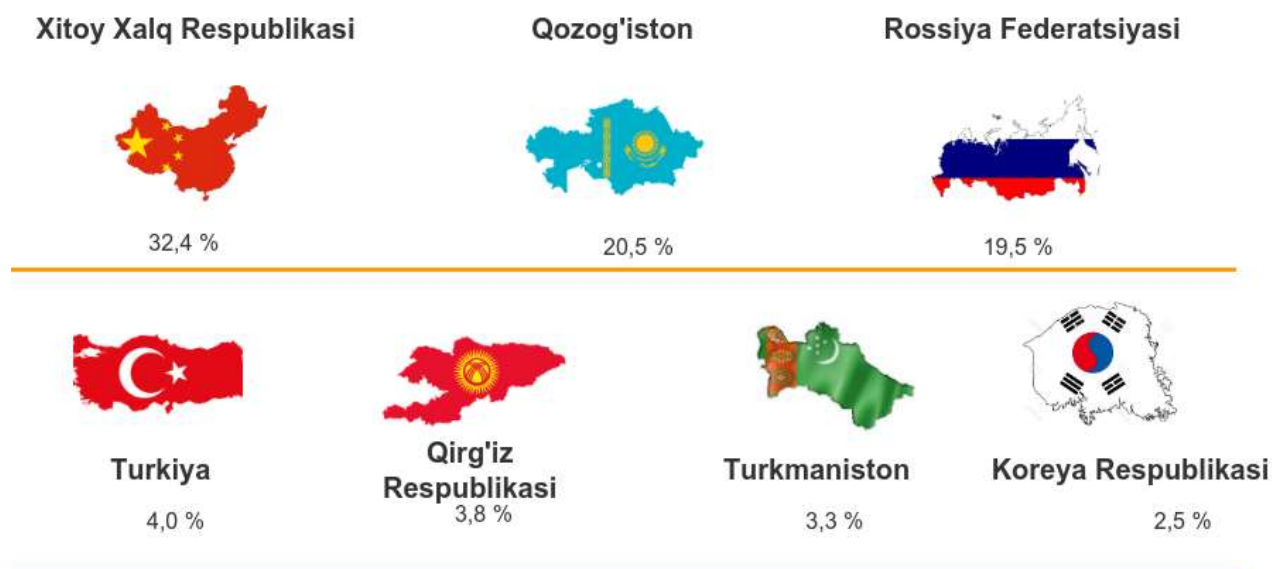 Xitoy Xalq Respublikasi
Qozog'iston
Rossiya Federatsiyasi
32,4 %
20,5 %
19,5 %
Turkiya
Qirg'iz
Respublikasi
Turkmaniston
Koreya Respublikasi
4,0 %
3,8 %
3,3 %
2,5 %